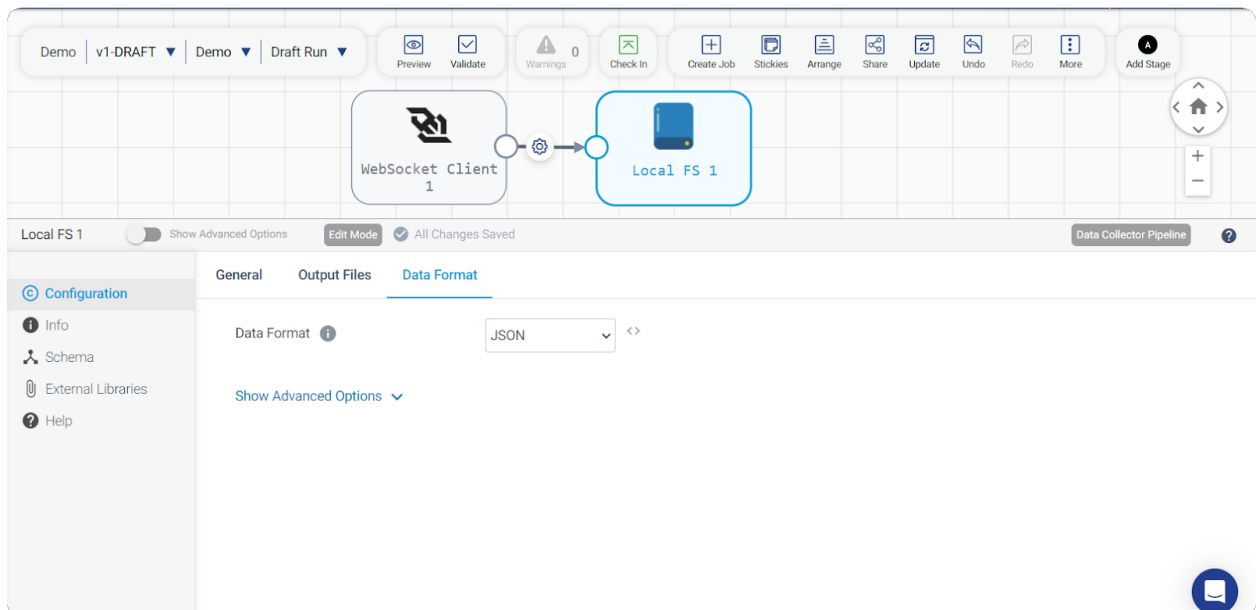 Demo v1-DRAFT Demo Draft Run
Preview Validate Warnings 0 Check In Create Job Stickies Arrange Share Update Undo Redo More A Add Stage
WebSocket Client
1
Local FS 1
Local FS 1 Show Advanced Options Edit Mode All Changes Saved Data Collector Pipeline ?
General Output Files Data Format
C Configuration
i Info
Schema
External Libraries
? Help
Data Format i JSON <>
Show Advanced Options